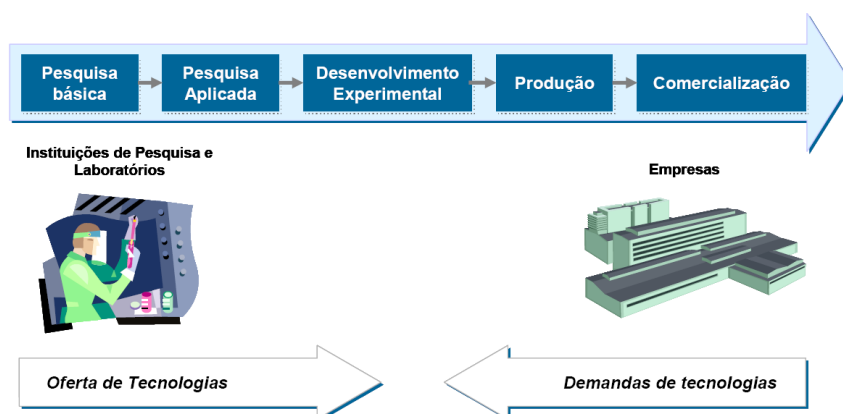 Pesquisa
básica
Pesquisa
Aplicada
Desenvolvimento
Experimental
Produção
Comercialização
Instituições de Pesquisa e
Laboratórios
Empresas
Oferta de Tecnologias
Demandas de tecnologias